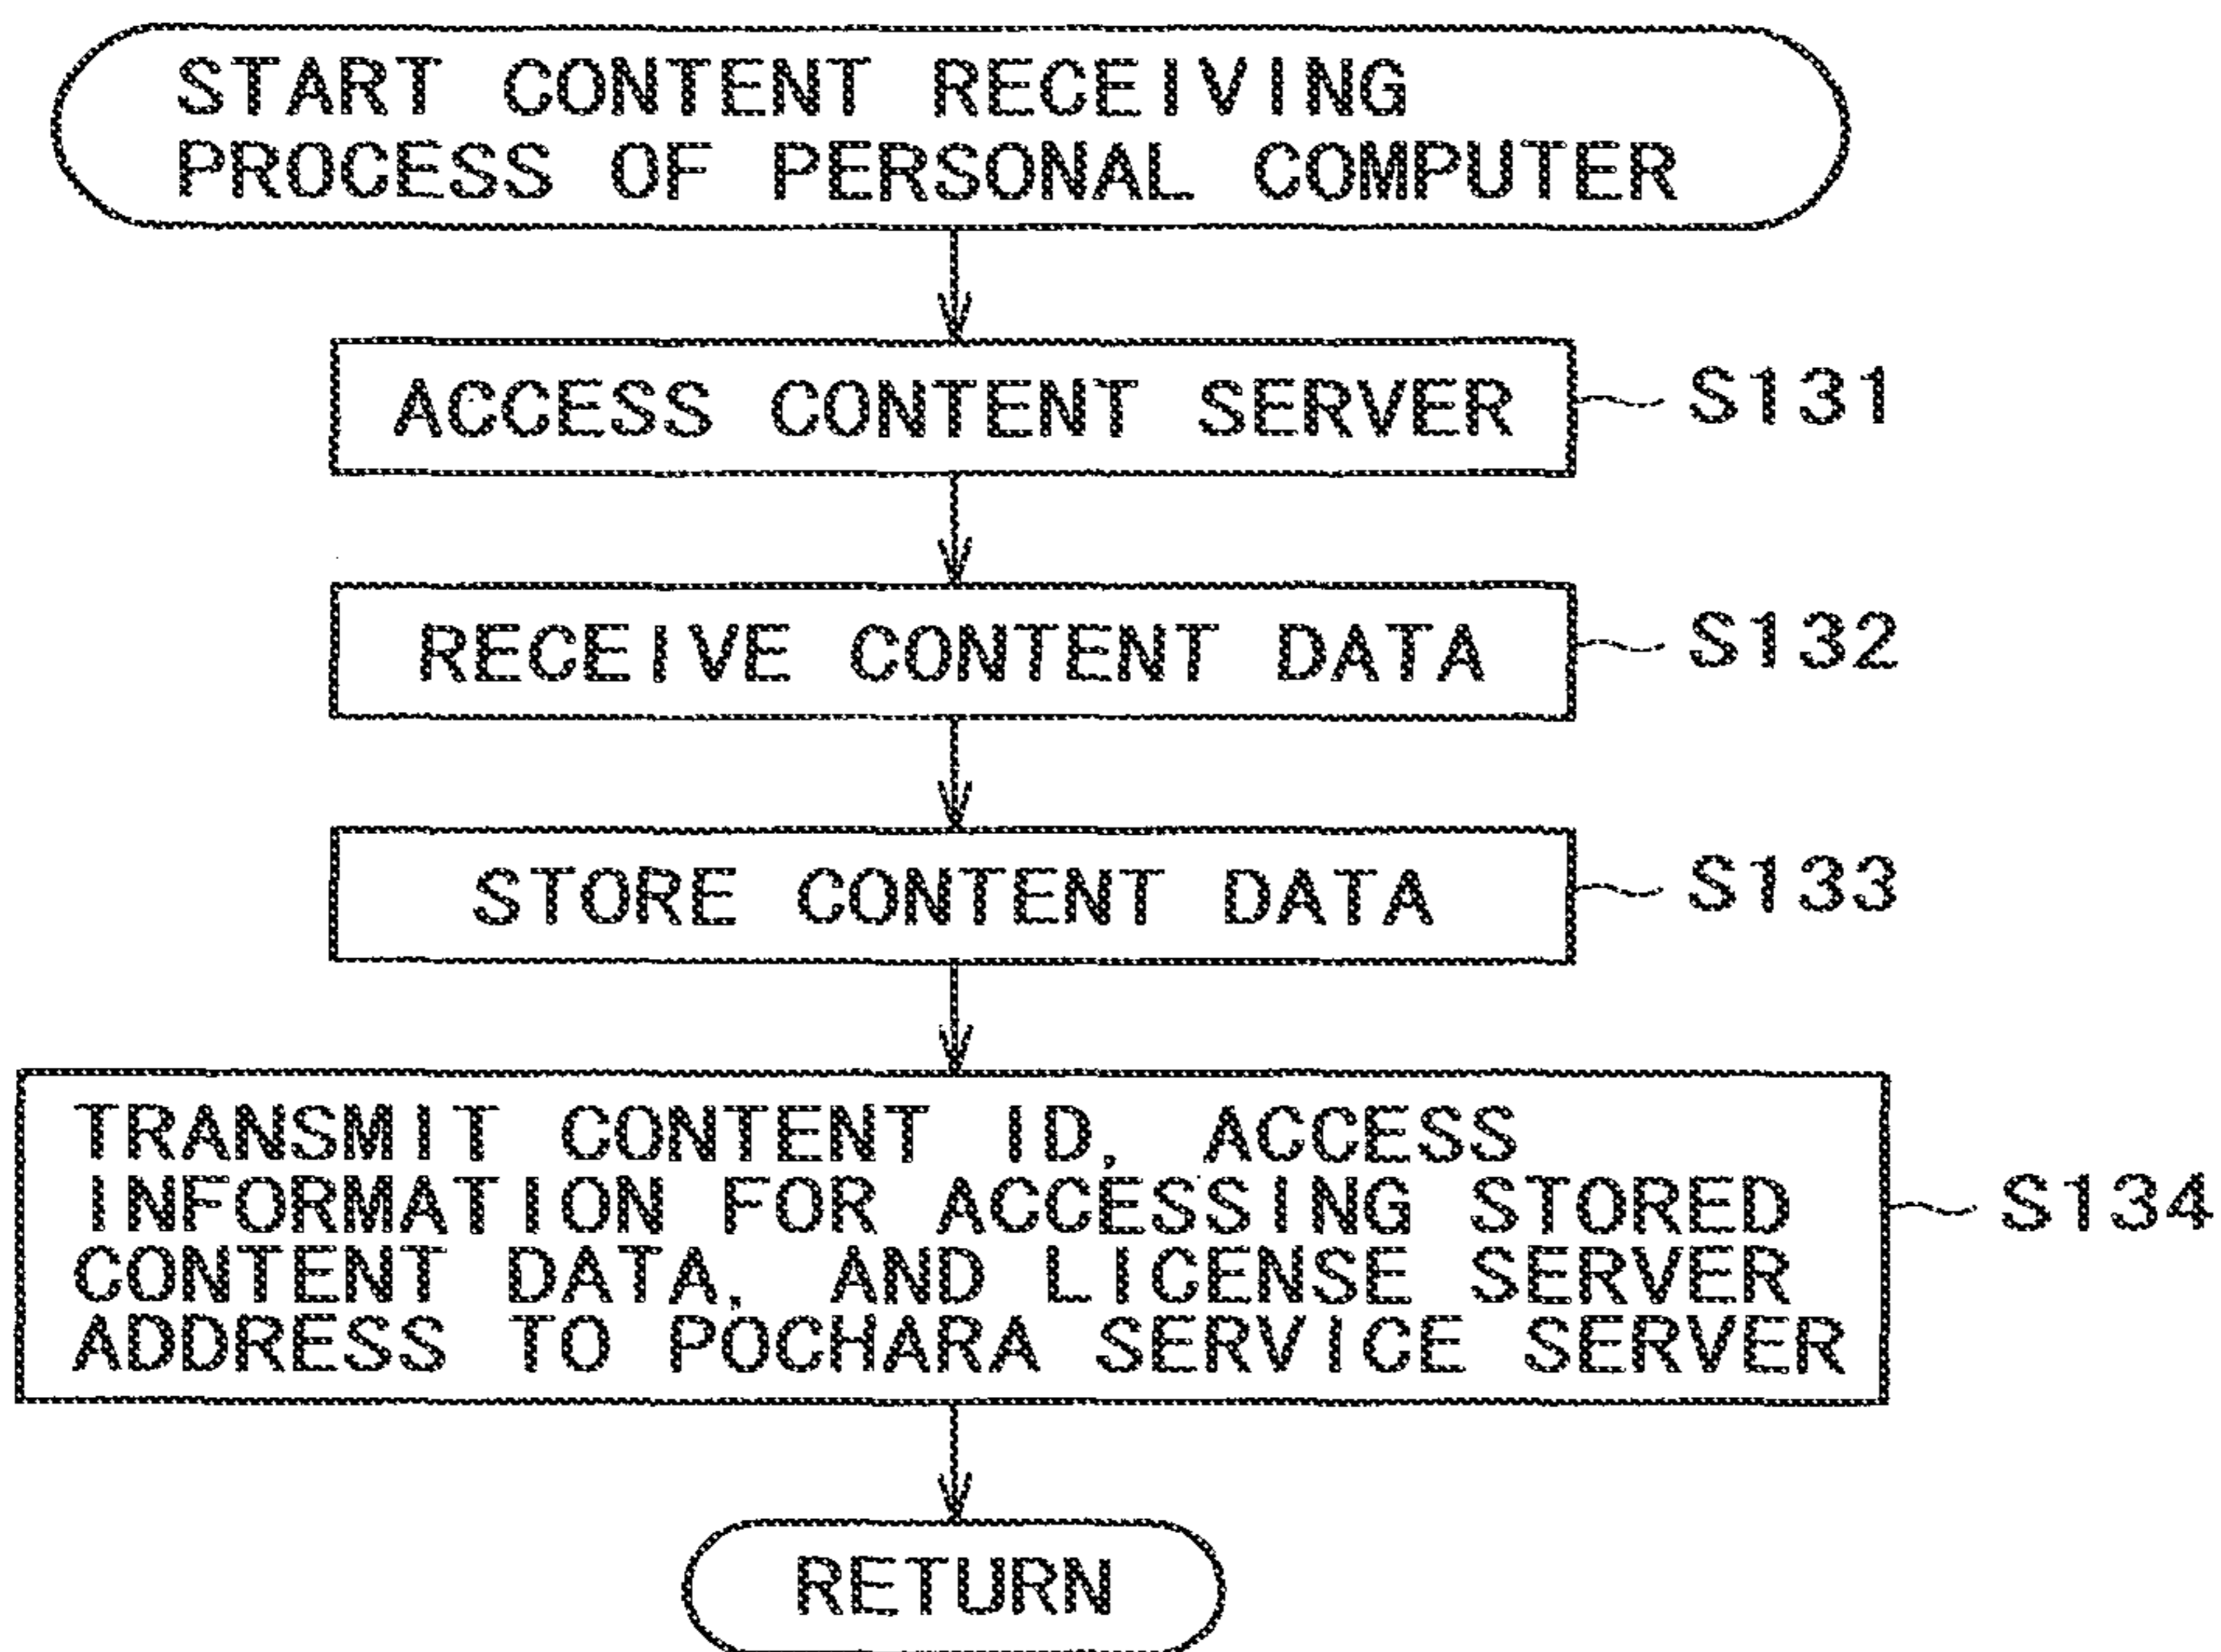 START CONTENT RECEIVING
PROCESS OF PERSONAL COMPUTER
ACCESS CONTENT SERVER
S131
RECEIVE CONTENT DATA
S132
STORE CONTENT DATA
S133
TRANSMIT CONTENT ID, ACCESS
INFORMATION FOR ACCESSING STORED
CONTENT DATA, AND LICENSE SERVER
ADDRESS TO POCHARA SERVICE SERVER
S134
RETURN